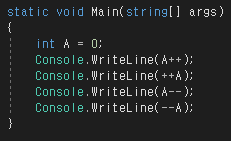 static void Main(string[] args)
{
    int A = 0;
    Console.WriteLine(A++);
    Console.WriteLine(++A);
    Console.WriteLine(A--);
    Console.WriteLine(--A);
}